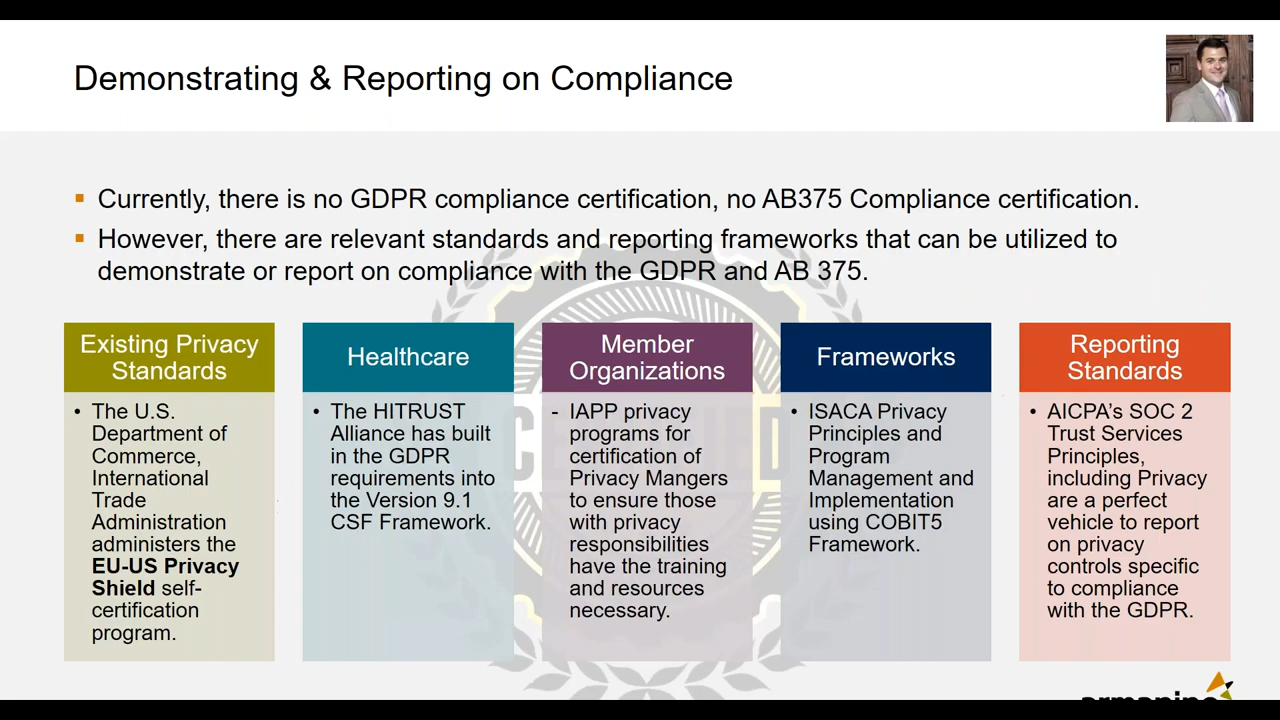 Demonstrating & Reporting on Compliance
Currently, there is no GDPR compliance certification, no AB375 Compliance certification.
However, there are relevant standards and reporting frameworks that can be utilized to
demonstrate or report on compliance with the GDPR and AB 375.
Existing Privacy
Standards
• The U.S.
Department of
Commerce,
International
Trade
Administration
administers the
EU-US Privacy
Shield self-
certification
program.
Healthcare
• The HITRUST
Alliance has built
in the GDPR
requirements into
the Version 9.1
CSF Framework.
Member
Organizations
- IAPP privacy
programs for
certification of
Privacy Mangers
to ensure those
with privacy
responsibilities
have the training
and resources
necessary.
Frameworks
• ISACA Privacy
Principles and
Program
Management and
Implementation
using COBIT5
Framework.
Reporting
Standards
• AICPA’s SOC 2
Trust Services
Principles,
including Privacy
are a perfect
vehicle to report
on privacy
controls specific
to compliance
with the GDPR.